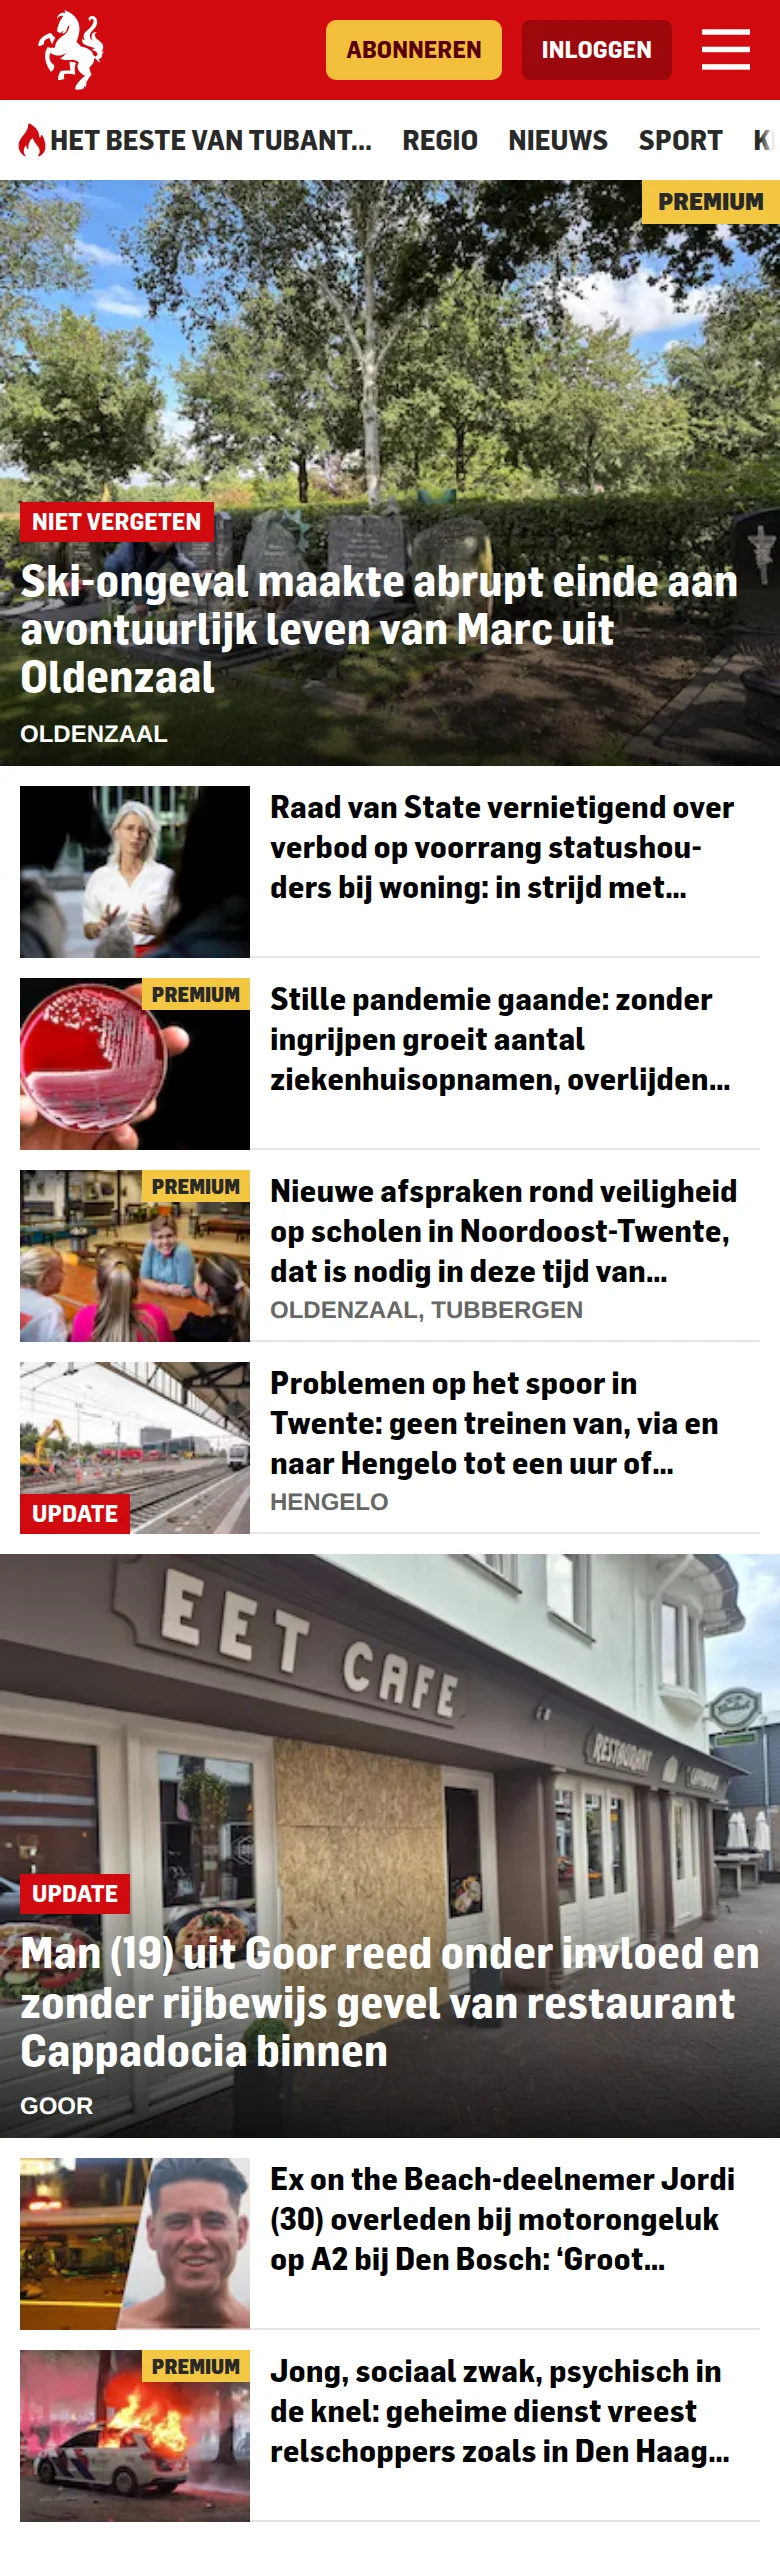 ABONNEREN
INLOGGEN
HET BESTE VAN TUBANT... REGIO NIEUWS SPORT
PREMIUM
NIET VERGETEN
Ski-ongeval maakte abrupt einde aan
avontuurlijk leven van Marc uit
Oldenzaal
OLDENZAAL
Raad van State vernietigend over
verbod op voorrang statushou-
ders bij woning: in strijd met...
PREMIUM
Stille pandemie gaande: zonder
ingrijpen groeit aantal
ziekenhuisopnamen, overlijden...
PREMIUM
Nieuwe afspraken rond veiligheid
op scholen in Noordoost-Twente,
dat is nodig in deze tijd van...
OLDENZAAL, TUBBERGEN
UPDATE
Problemen op het spoor in
Twente: geen treinen van, via en
naar Hengelo tot een uur of...
HENGELO
EET CAFE
RESTAURANT
UPDATE
Man (19) uit Goor reed onder invloed en
zonder rijbewijs gevel van restaurant
Cappadocia binnen
GOOR
Ex on the Beach-deelnemer Jordi
(30) overleden bij motorongeluk
op A2 bij Den Bosch: ‘Groot...
PREMIUM
Jong, sociaal zwak, psychisch in
de knel: geheime dienst vreest
relschoppers zoals in Den Haag...